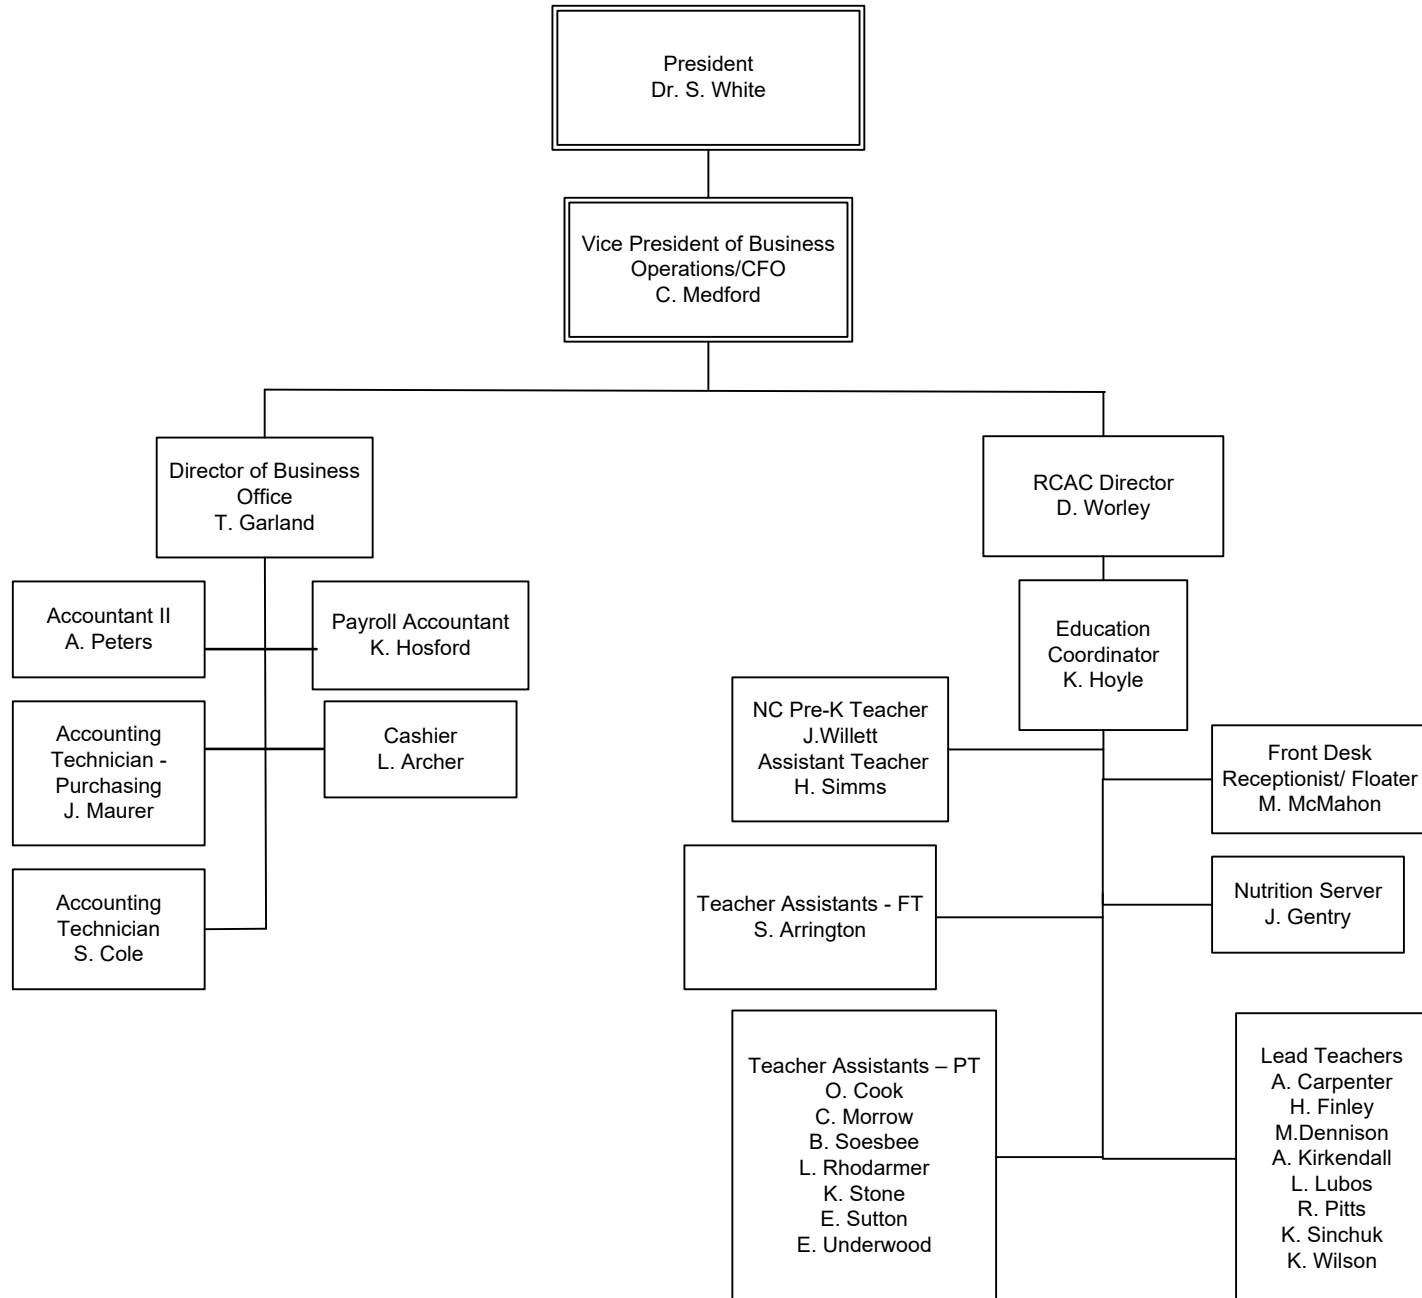 President
Dr. S. White
Vice President of Business
Operations/CFO
C. Medford
Director of Business
Office
T. Garland
RCAC Director
D. Worley
Accountant II
A. Peters
Payroll Accountant
K. Hosford
Education
Coordinator
K. Hoyle
Accounting
Technician -
Purchasing
J. Maurer
Cashier
L. Archer
NC Pre-K Teacher
J.Willett
Assistant Teacher
H. Simms
Front Desk
Receptionist/ Floater
M. McMahon
Accounting
Technician
S. Cole
Teacher Assistants - FT
S. Arrington
Nutrition Server
J. Gentry
Teacher Assistants – PT
O. Cook
C. Morrow
B. Soesbee
L. Rhodarmer
K. Stone
E. Sutton
E. Underwood
Lead Teachers
A. Carpenter
H. Finley
M.Dennison
A. Kirkendall
L. Lubos
R. Pitts
K. Sinchuk
K. Wilson